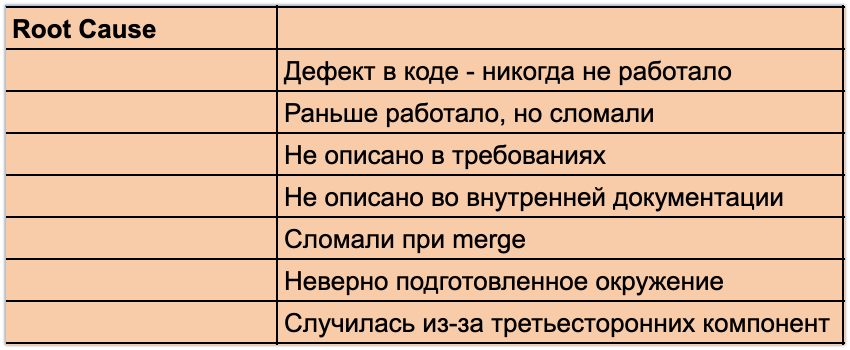 Root Cause
Дефект в коде - никогда не работало
Раньше работало, но сломали
Не описано в требованиях
Не описано во внутренней документации
Сломали при merge
Неверно подготовленное окружение
Случилась из-за третьесторонних компонент